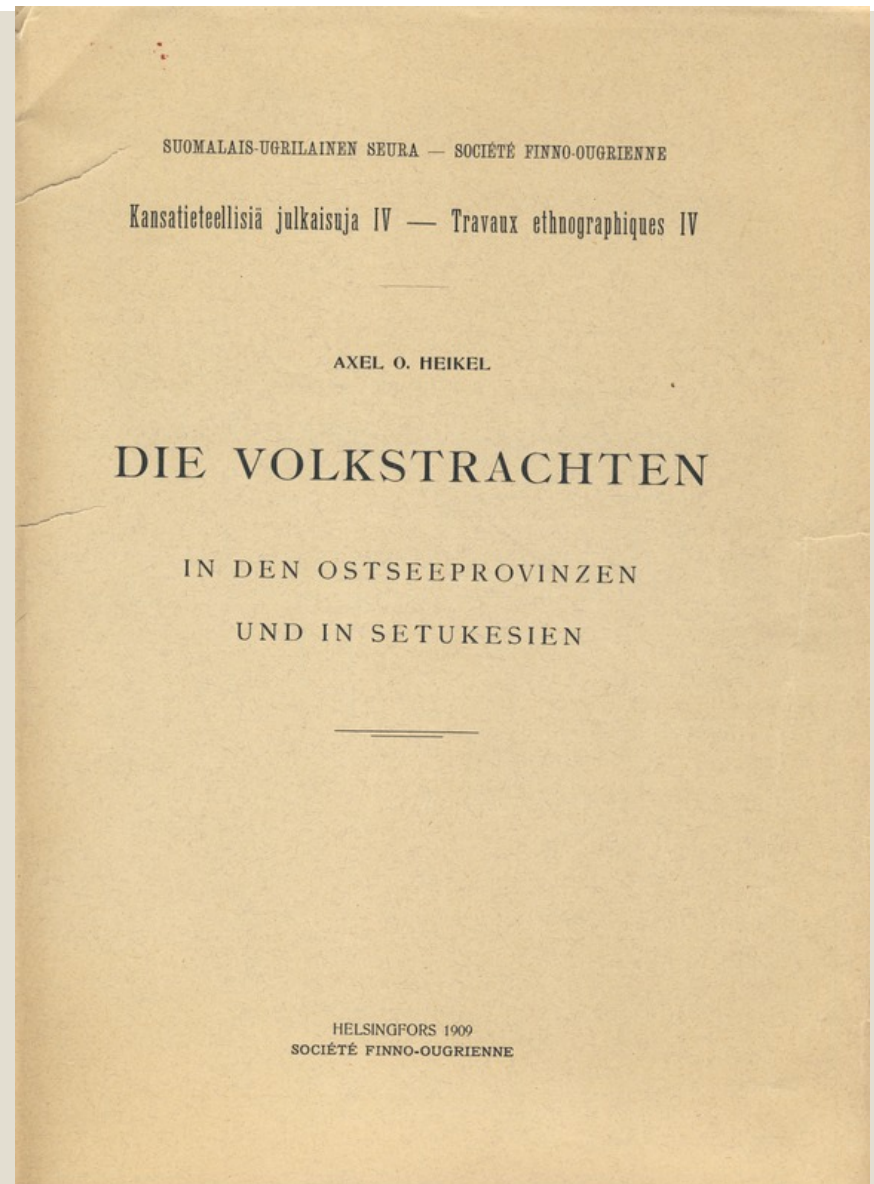 SUOMALAIS-UGRILAINEN SEURA — SOCIÉTÉ FINNO-OUGRIENNE
Kansatieteellisiä julkaisuja IV — Travaux ethnographiques IV
AXEL O. HEIKEL
DIE VOLKSTRACHTEN
IN DEN OSTSEEPROVINZEN
UND IN SETUKESIEN
HELSINGFORS 1909
SOCIÉTÉ FINNO-OUGRIENNE